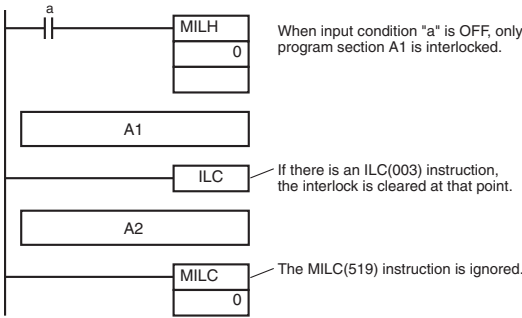 a
MILH
0
When input condition "a" is OFF, only
program section A1 is interlocked.
A1
ILC
If there is an ILC(003) instruction,
the interlock is cleared at that point.
A2
MILC
0
The MILC(519) instruction is ignored.